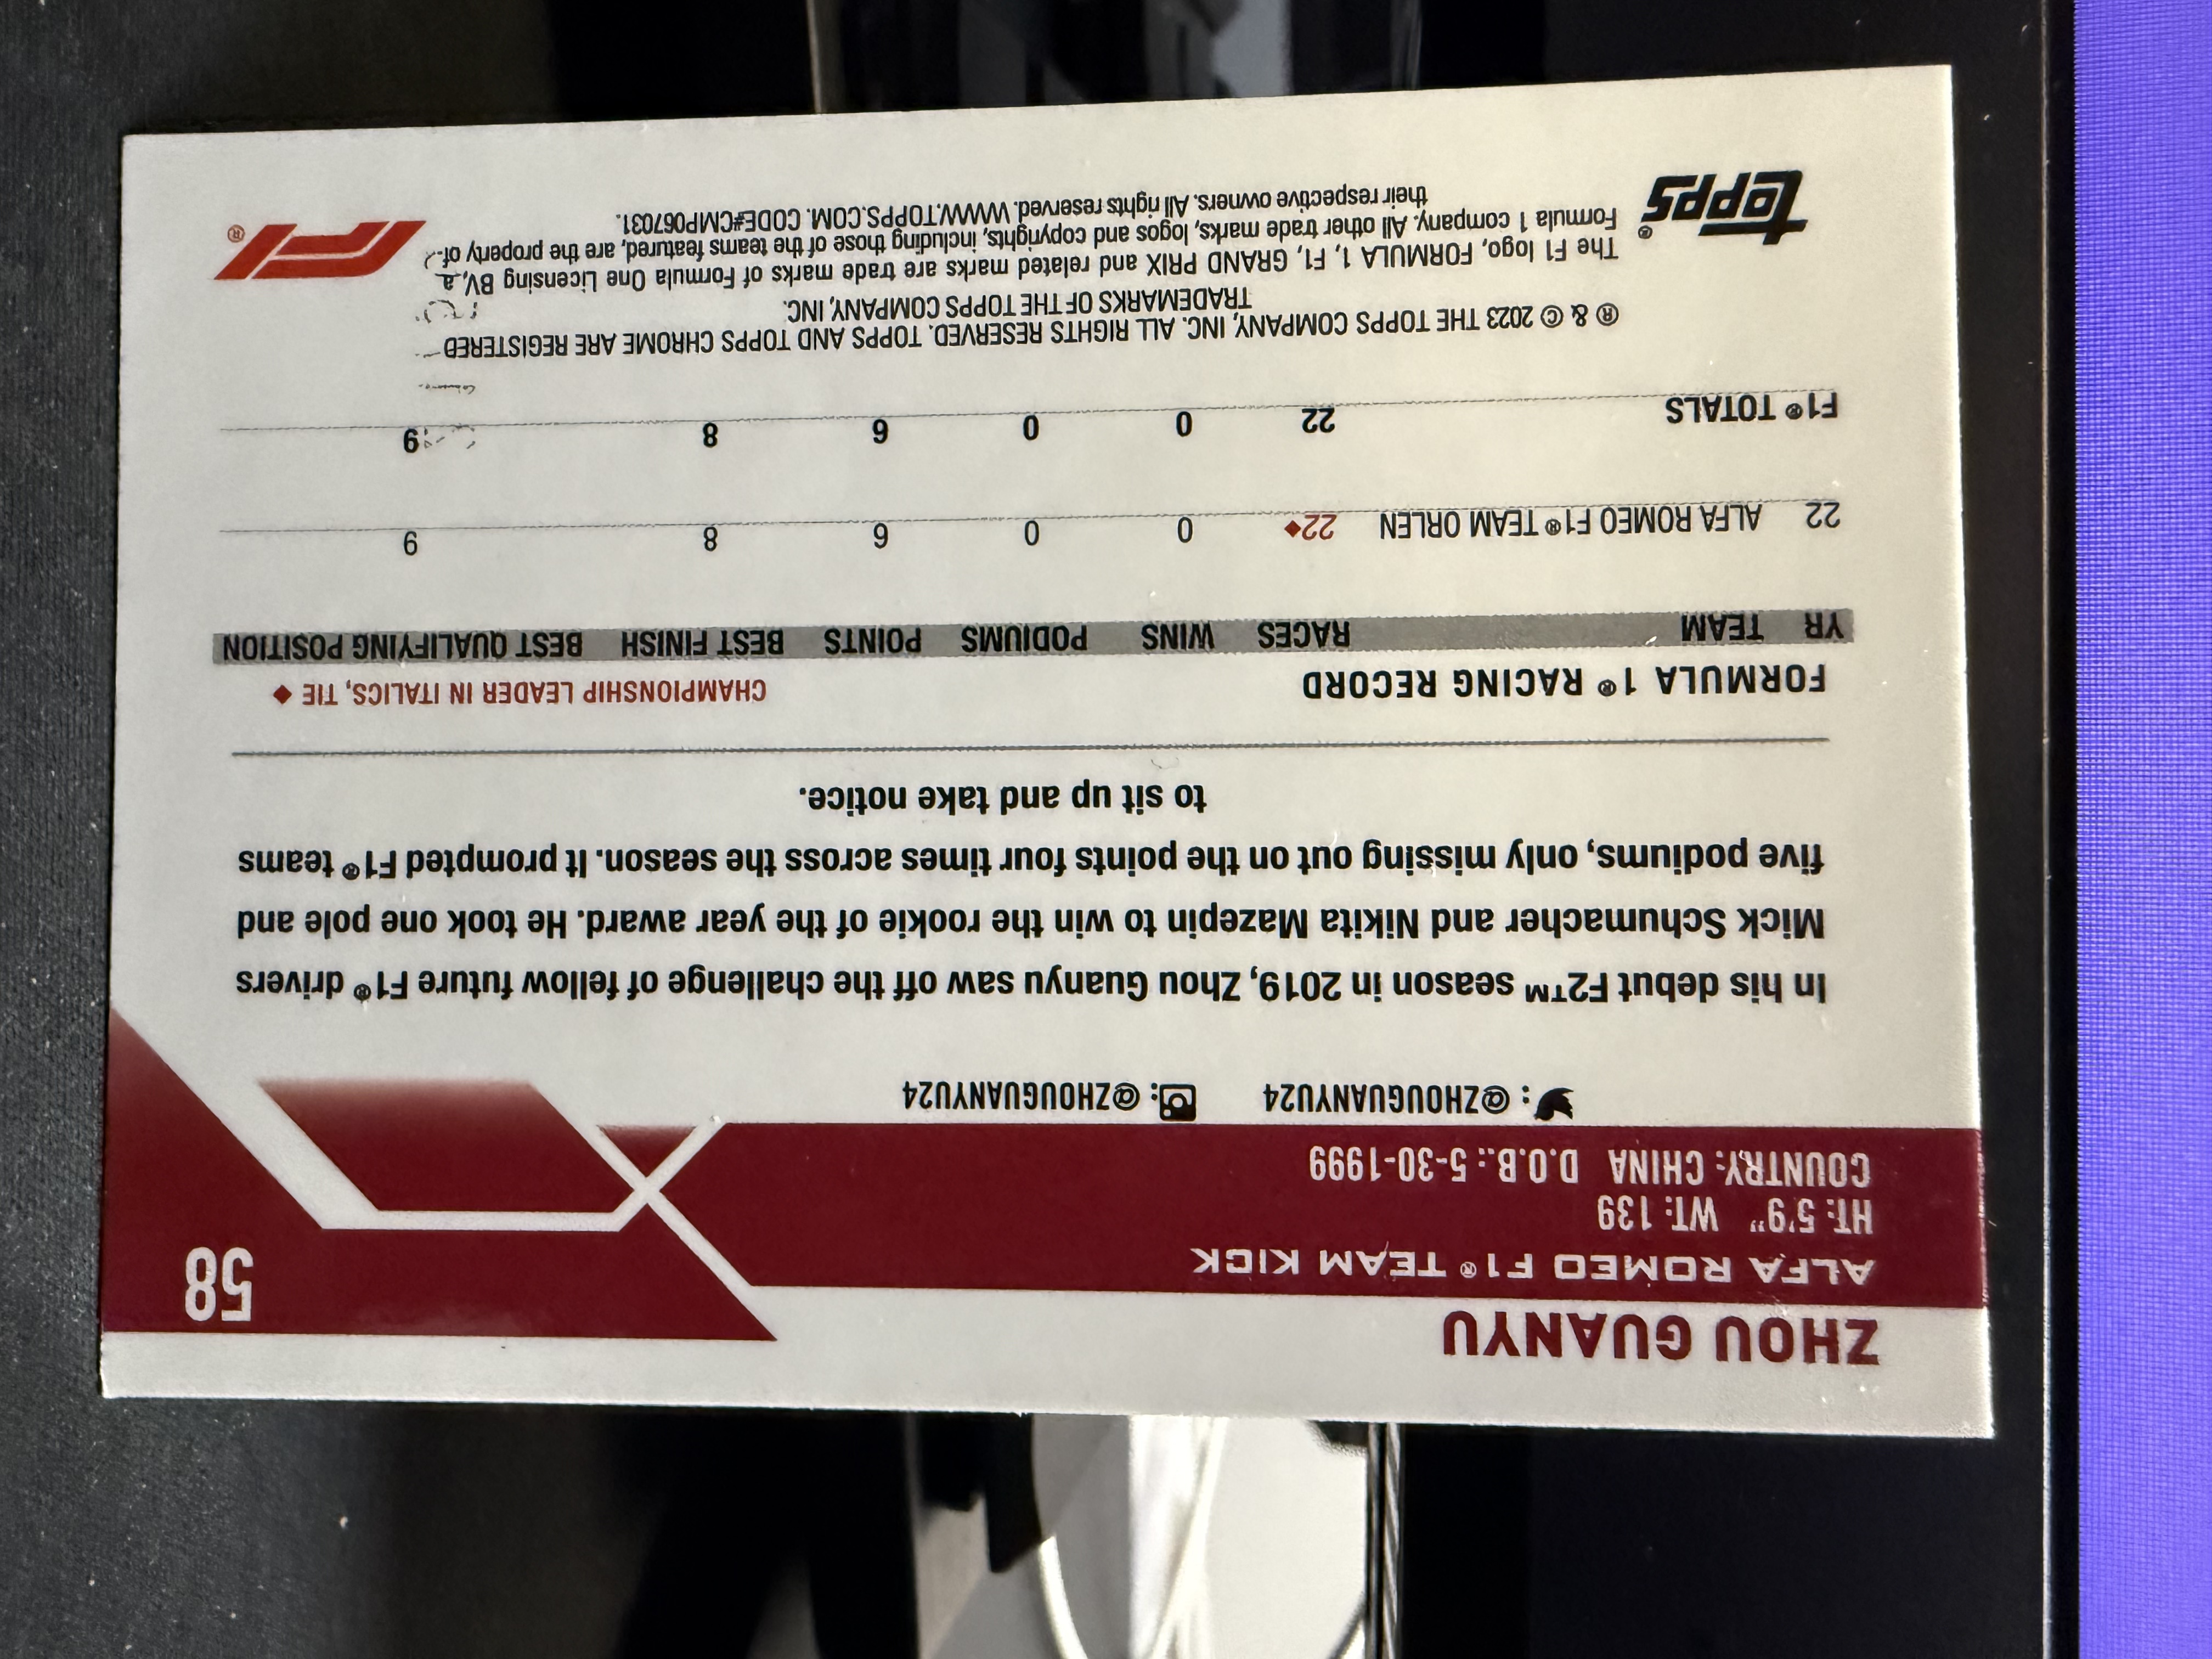 ZHOU GUANYU
ALFA ROMEO F1® TEAM KICK
HT: 5'9" WT: 139
COUNTRY: CHINA D.O.B.: 5-30-1999
58
: @ZHOUGUANYU24 : @ZHOUGUANYU24
In his debut F2™ season in 2019, Zhou Guanyu saw off the challenge of fellow future F1® drivers
Mick Schumacher and Nikita Mazepin to win the rookie of the year award. He took one pole and
five podiums, only missing out on the points four times across the season. It prompted F1® teams
to sit up and take notice.
FORMULA 1® RACING RECORD CHAMPIONSHIP LEADER IN ITALICS, TIE ◆
YR TEAM RACES WINS PODIUMS POINTS BEST FINISH BEST QUALIFYING POSITION
22 ALFA ROMEO F1® TEAM ORLEN 22◆ 0 0 6 8 9
F1® TOTALS 22 0 0 6 8 9
® & © 2023 THE TOPPS COMPANY, INC. ALL RIGHTS RESERVED. TOPPS AND TOPPS CHROME ARE REGISTERED
TRADEMARKS OF THE TOPPS COMPANY, INC.
The F1 logo, FORMULA 1, F1, GRAND PRIX and related marks are trade marks of Formula One Licensing BV, a
Formula 1 company. All other trade marks, logos and copyrights, including those of the teams featured, are the property of
their respective owners. All rights reserved. WWW.TOPPS.COM. CODE#CMP067031.
topps®
F1®